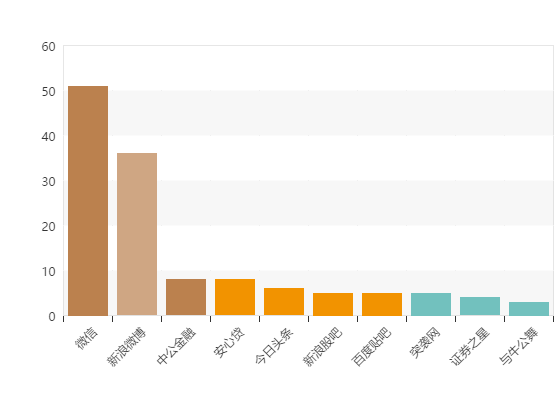 60
50
40
30
20
10
0
微信
新浪微博
中公金融
安心贷
今日头条
新浪股吧
百度贴吧
突袭网
证券之星
与牛公舞